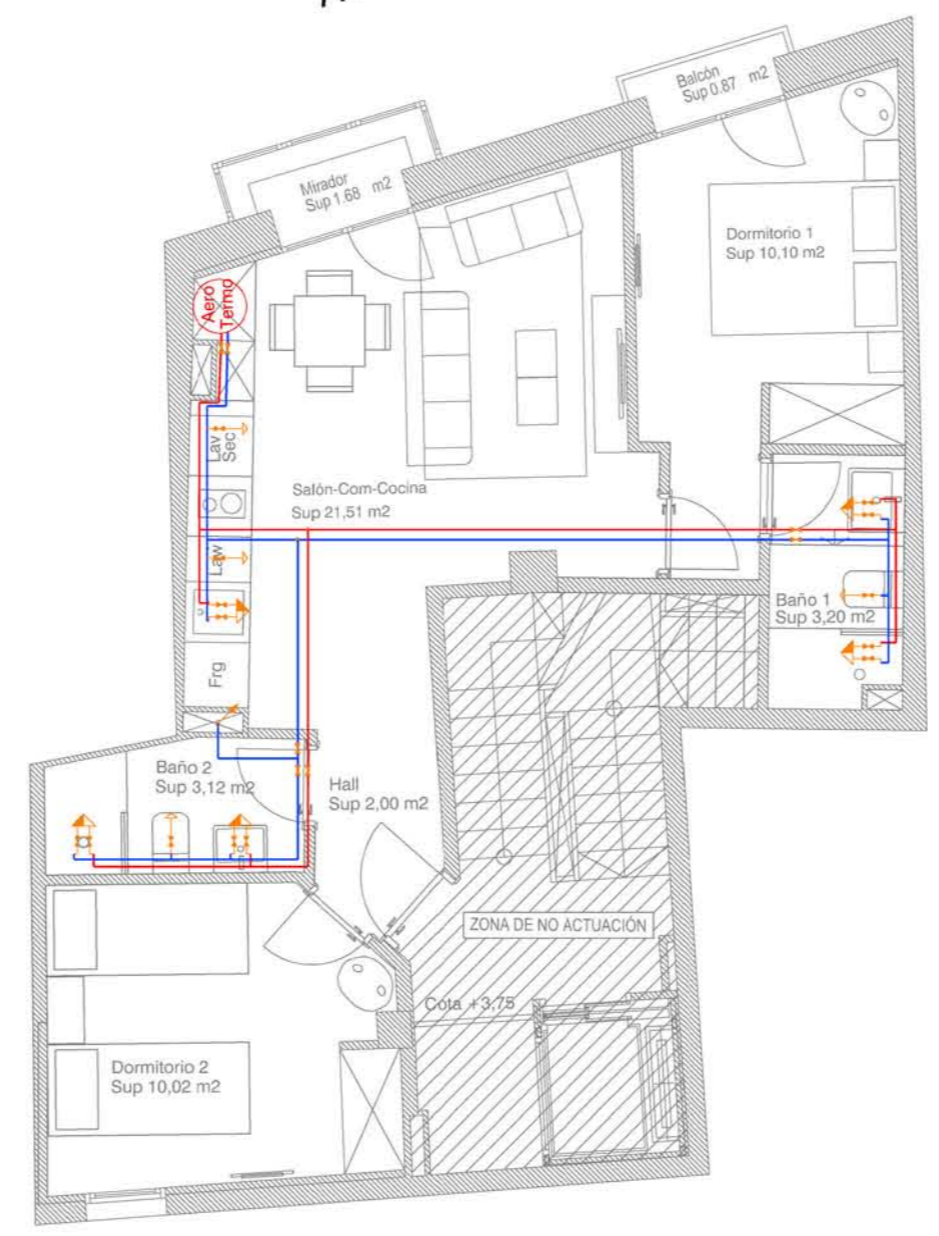 Balcón
Sup 0.87 m2
Mirador
Sup 1.68 m2
Dormitorio 1
Sup 10,10 m2
Aero
Termo
Lav
Sec
Salón-Com-Cocina
Sup 21,51 m2
Lav
Baño 1
Sup 3,20 m2
Frg
Baño 2
Sup 3,12 m2
Hall
Sup 2,00 m2
ZONA DE NO ACTUACIÓN
Cota +3,75
Dormitorio 2
Sup 10,02 m2